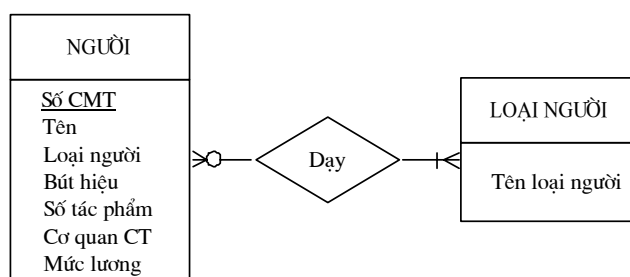 NGƯỜI
Số CMT
Tên
Loại người
Bút hiệu
Số tác phẩm
Cơ quan CT
Mức lương
Dạy
LOẠI NGƯỜI
Tên loại người